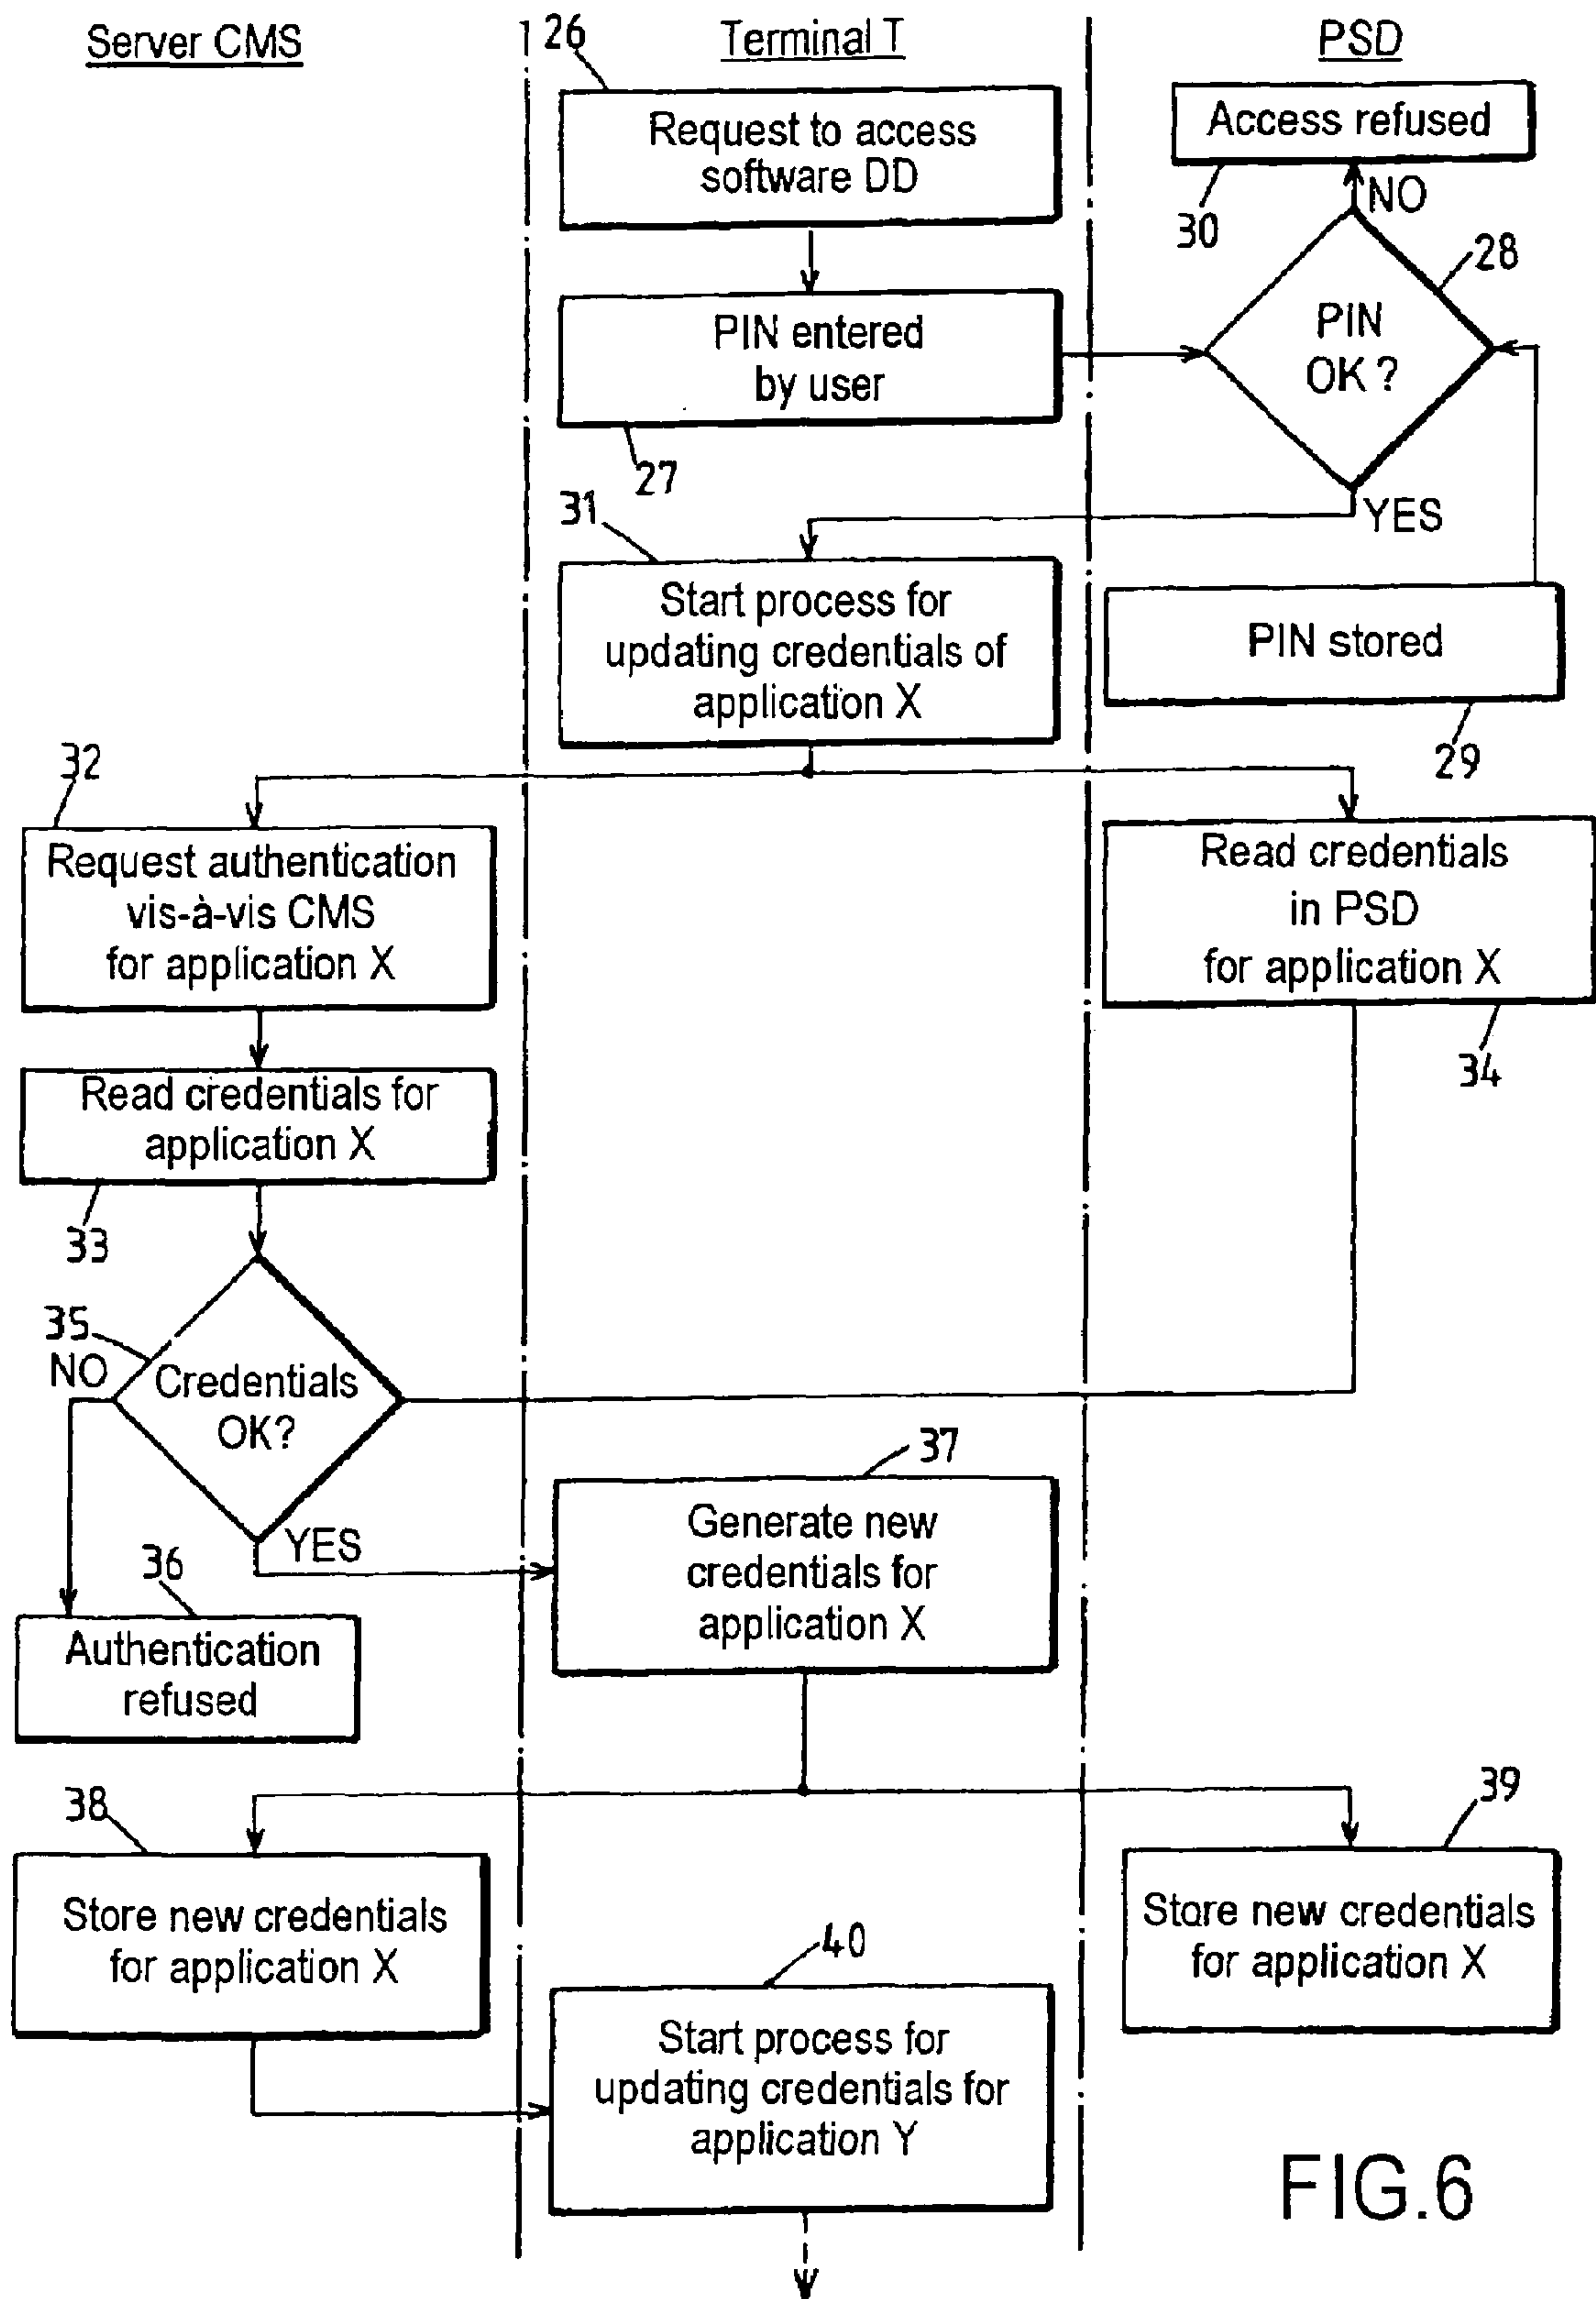 Server CMS
Terminal T
PSD
26
Request to access
software DD
Access refused
30
NO
28
PIN
OK ?
PIN entered
by user
27
YES
31
Start process for
updating credentials of
application X
PIN stored
29
32
Request authentication
vis-à-vis CMS
for application X
Read credentials
in PSD
for application X
34
Read credentials for
application X
33
35
NO
Credentials
OK?
YES
37
Generate new
credentials for
application X
36
Authentication
refused
38
Store new credentials
for application X
39
Store new credentials
for application X
40
Start process for
updating credentials for
application Y
FIG.6